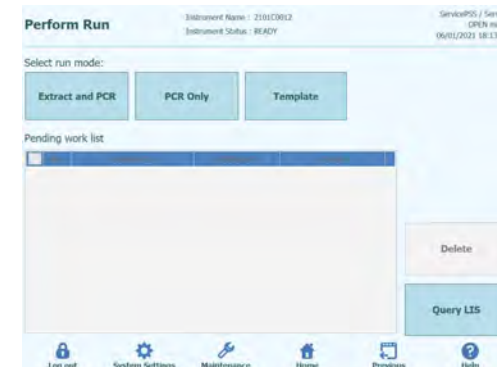 Perform Run
Instrument Name : 2101C0012
Instrument Status : READY
ServicePSS / Ser
OPEN m
06/01/2021 18:13
Select run mode:
Extract and PCR
PCR Only
Template
Pending work list
Delete
Query LIS
Log out
System Settings
Maintenance
Home
Previous
Help